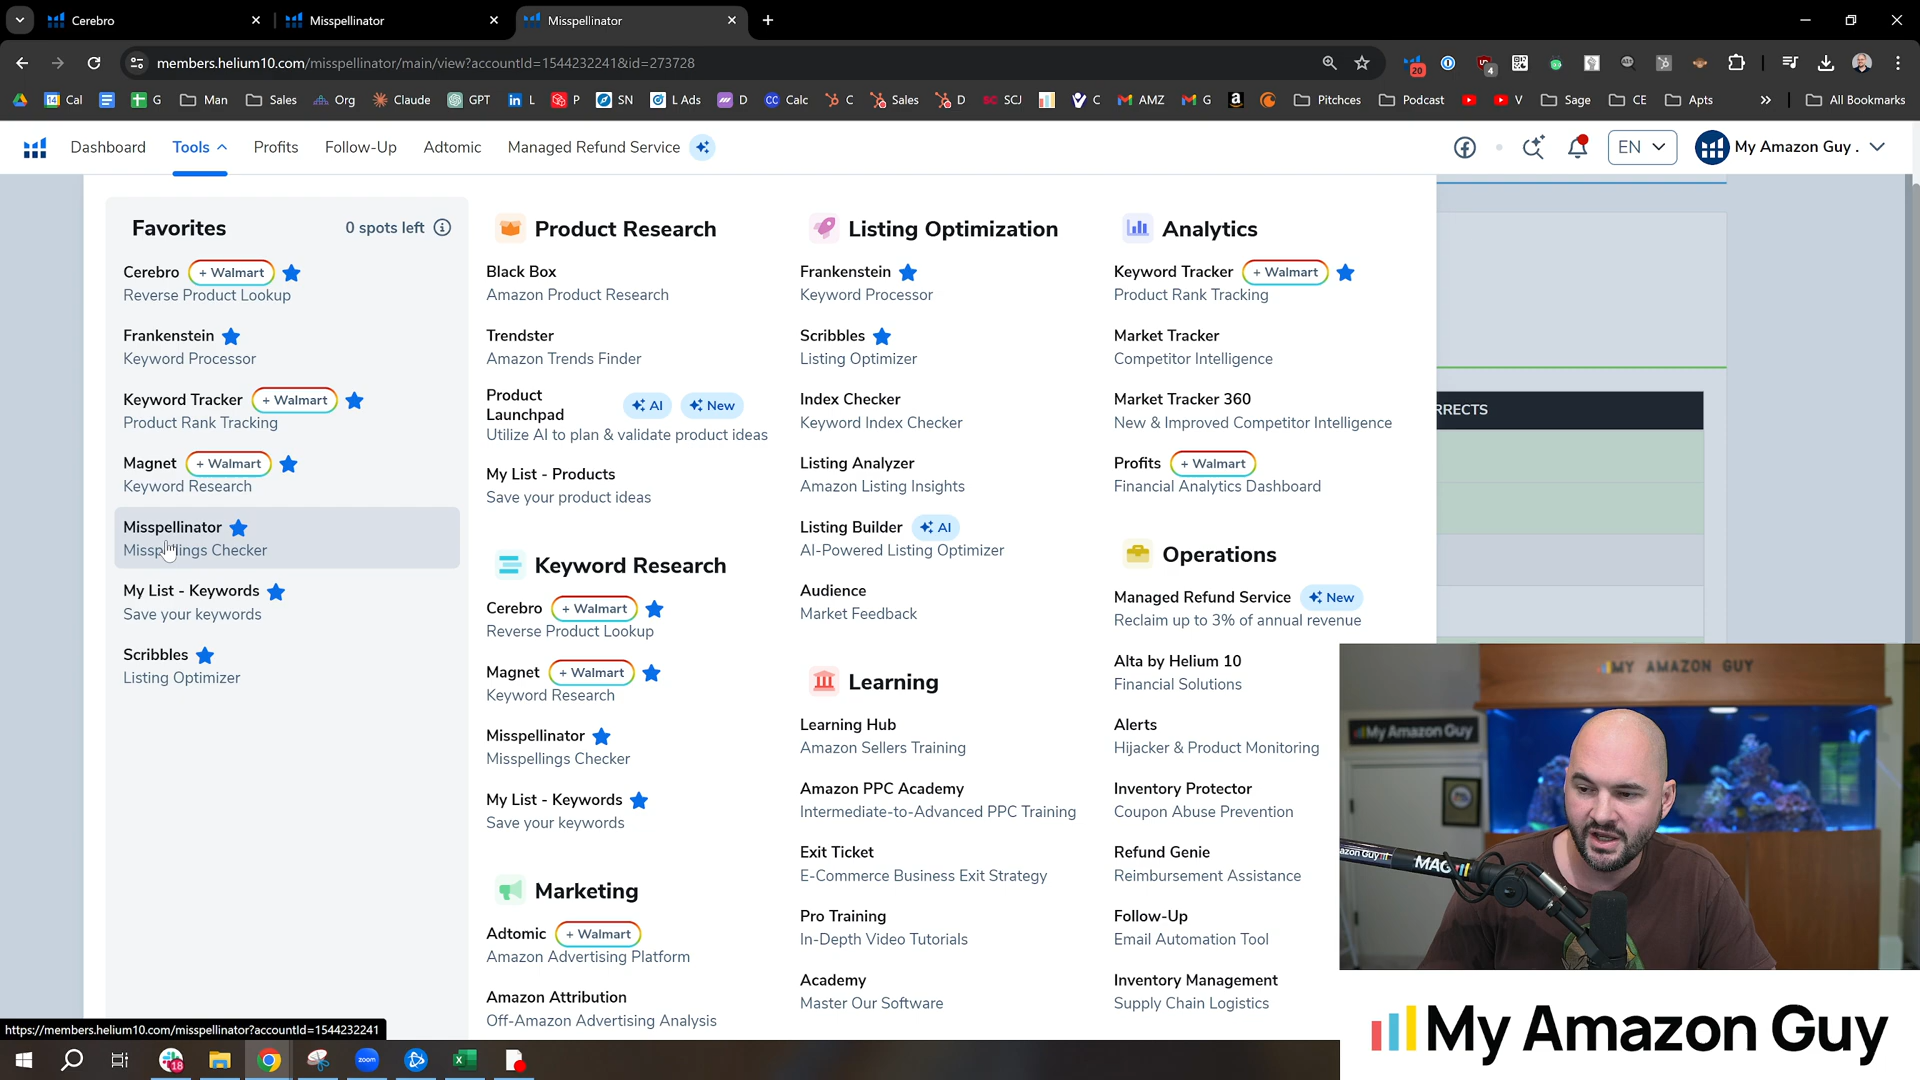 Cerebro
Misspellinator
Misspellinator
members.helium10.com/misspellinator/main/view?accountId=1544232241&id=273728
20
4
14 Cal
G
Man
Sales
Org
Claude
GPT
L
P
SN
L Ads
D
CC Calc
C
Sales
D
SCJ
C
AMZ
G
Pitchces
Podcast
V
Sage
CE
Apts
All Bookmarks
Dashboard
Tools
Profits
Follow-Up
Adtomic
Managed Refund Service
EN
My Amazon Guy .
Favorites
0 spots left
Cerebro + Walmart
Reverse Product Lookup
Frankenstein
Keyword Processor
Keyword Tracker + Walmart
Product Rank Tracking
Magnet + Walmart
Keyword Research
Misspellinator
Misspellings Checker
My List - Keywords
Save your keywords
Scribbles
Listing Optimizer
Product Research
Black Box
Amazon Product Research
Trendster
Amazon Trends Finder
Product
Launchpad AI New
Utilize AI to plan & validate product ideas
My List - Products
Save your product ideas
Keyword Research
Cerebro + Walmart
Reverse Product Lookup
Magnet + Walmart
Keyword Research
Misspellinator
Misspellings Checker
My List - Keywords
Save your keywords
Marketing
Adtomic + Walmart
Amazon Advertising Platform
Amazon Attribution
Off-Amazon Advertising Analysis
Listing Optimization
Frankenstein
Keyword Processor
Scribbles
Listing Optimizer
Index Checker
Keyword Index Checker
Listing Analyzer
Amazon Listing Insights
Listing Builder AI
AI-Powered Listing Optimizer
Audience
Market Feedback
Learning
Learning Hub
Amazon Sellers Training
Amazon PPC Academy
Intermediate-to-Advanced PPC Training
Exit Ticket
E-Commerce Business Exit Strategy
Pro Training
In-Depth Video Tutorials
Academy
Master Our Software
Analytics
Keyword Tracker + Walmart
Product Rank Tracking
Market Tracker
Competitor Intelligence
Market Tracker 360
New & Improved Competitor Intelligence
Profits + Walmart
Financial Analytics Dashboard
Operations
Managed Refund Service New
Reclaim up to 3% of annual revenue
Alta by Helium 10
Financial Solutions
Alerts
Hijacker & Product Monitoring
Inventory Protector
Coupon Abuse Prevention
Refund Genie
Reimbursement Assistance
Follow-Up
Email Automation Tool
Inventory Management
Supply Chain Logistics
RRECTS
MY AMAZON GUY
My Amazon Guy
azon Guy
MAG
My Amazon Guy
https://members.helium10.com/misspellinator?accountId=1544232241
18
zoom